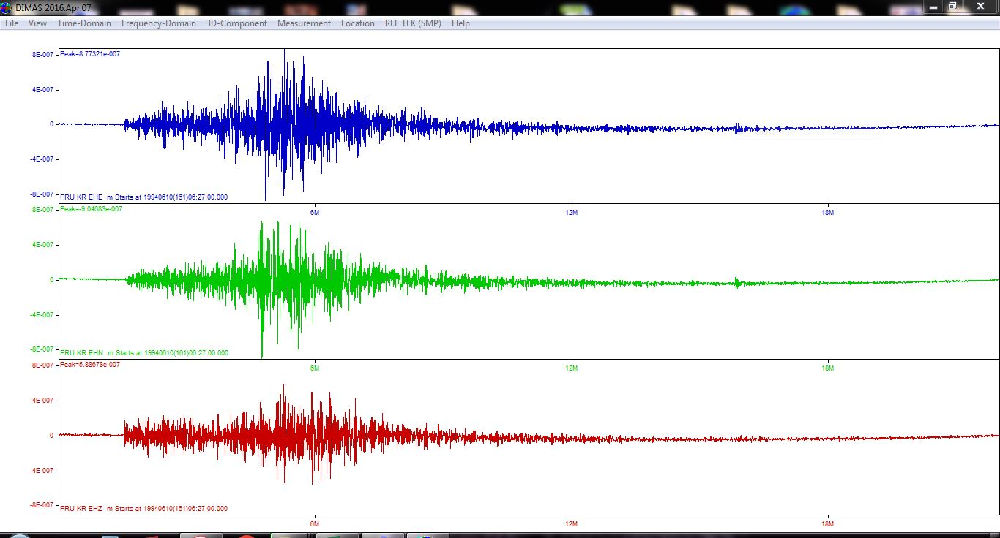 DIMAS 2016.Apr.07
File View Time-Domain Frequency-Domain 3D-Component Measurement Location REF TEK (SMP) Help
8E-007
Peak=8.77321e-007
4E-007
0
-4E-007
-8E-007
FRU KR EHE m Starts at 19940610(161)06:27:00.000
6M 12M 18M
8E-007
Peak=-9.04683e-007
4E-007
0
-4E-007
-8E-007
FRU KR EHN m Starts at 19940610(161)06:27:00.000
6M 12M 18M
8E-007
Peak=5.88678e-007
4E-007
0
-4E-007
-8E-007
FRU KR EHZ m Starts at 19940610(161)06:27:00.000
6M 12M 18M